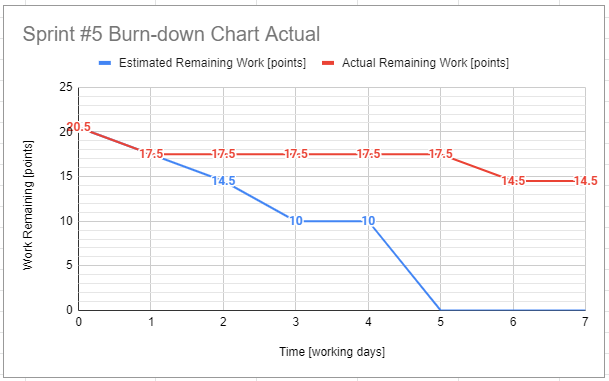 Sprint #5 Burn-down Chart Actual
Estimated Remaining Work [points] Actual Remaining Work [points]
25
20
15
10
5
0
Work Remaining [points]
20.5 17.5 17.5 17.5 17.5 17.5 14.5 14.5
14.5 10 10
0 1 2 3 4 5 6 7
Time [working days]